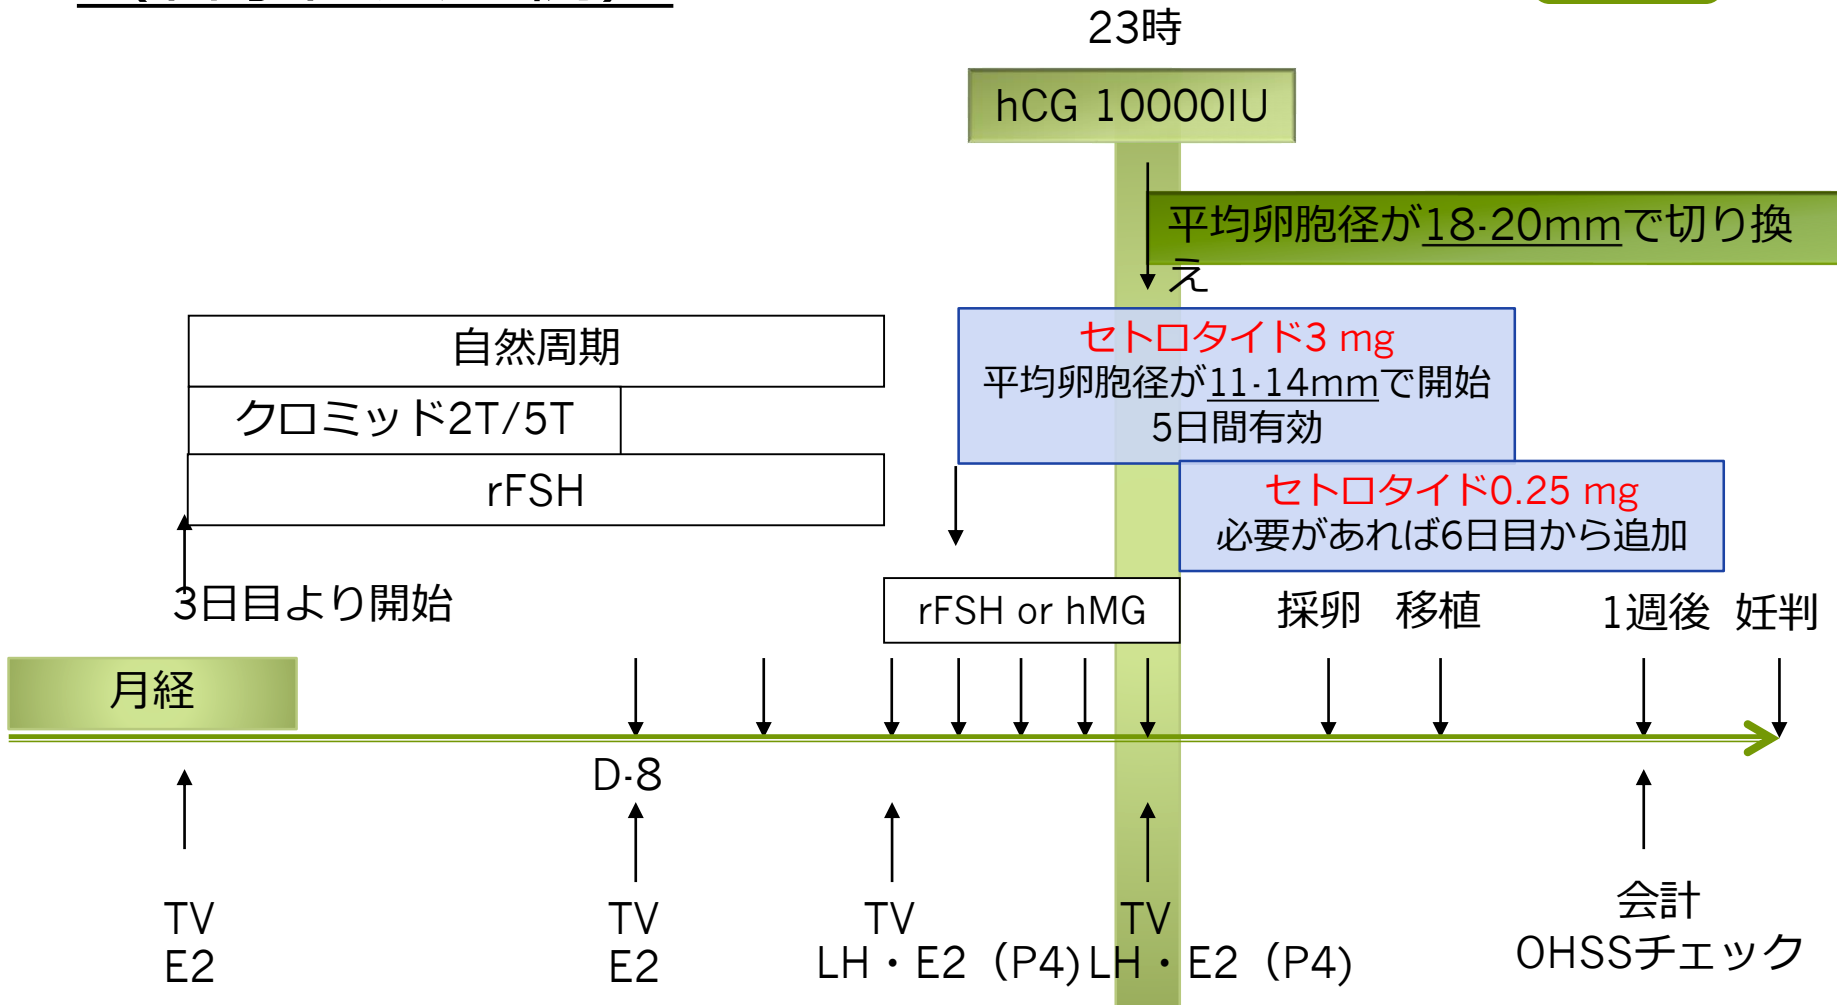 23時
hCG 10000IU
平均卵胞径が18-20mmで切り換
え
自然周期
クロミッド2T/5T
rFSH
セトロタイド3 mg
平均卵胞径が11-14mmで開始
5日間有効
セトロタイド0.25 mg
必要があれば6日目から追加
3日目より開始
rFSH or hMG
採卵
移植
1週後
妊判
月経
D-8
TV
E2
TV
E2
TV
LH・E2（P4)
TV
LH・E2（P4）
会計
OHSSチェック